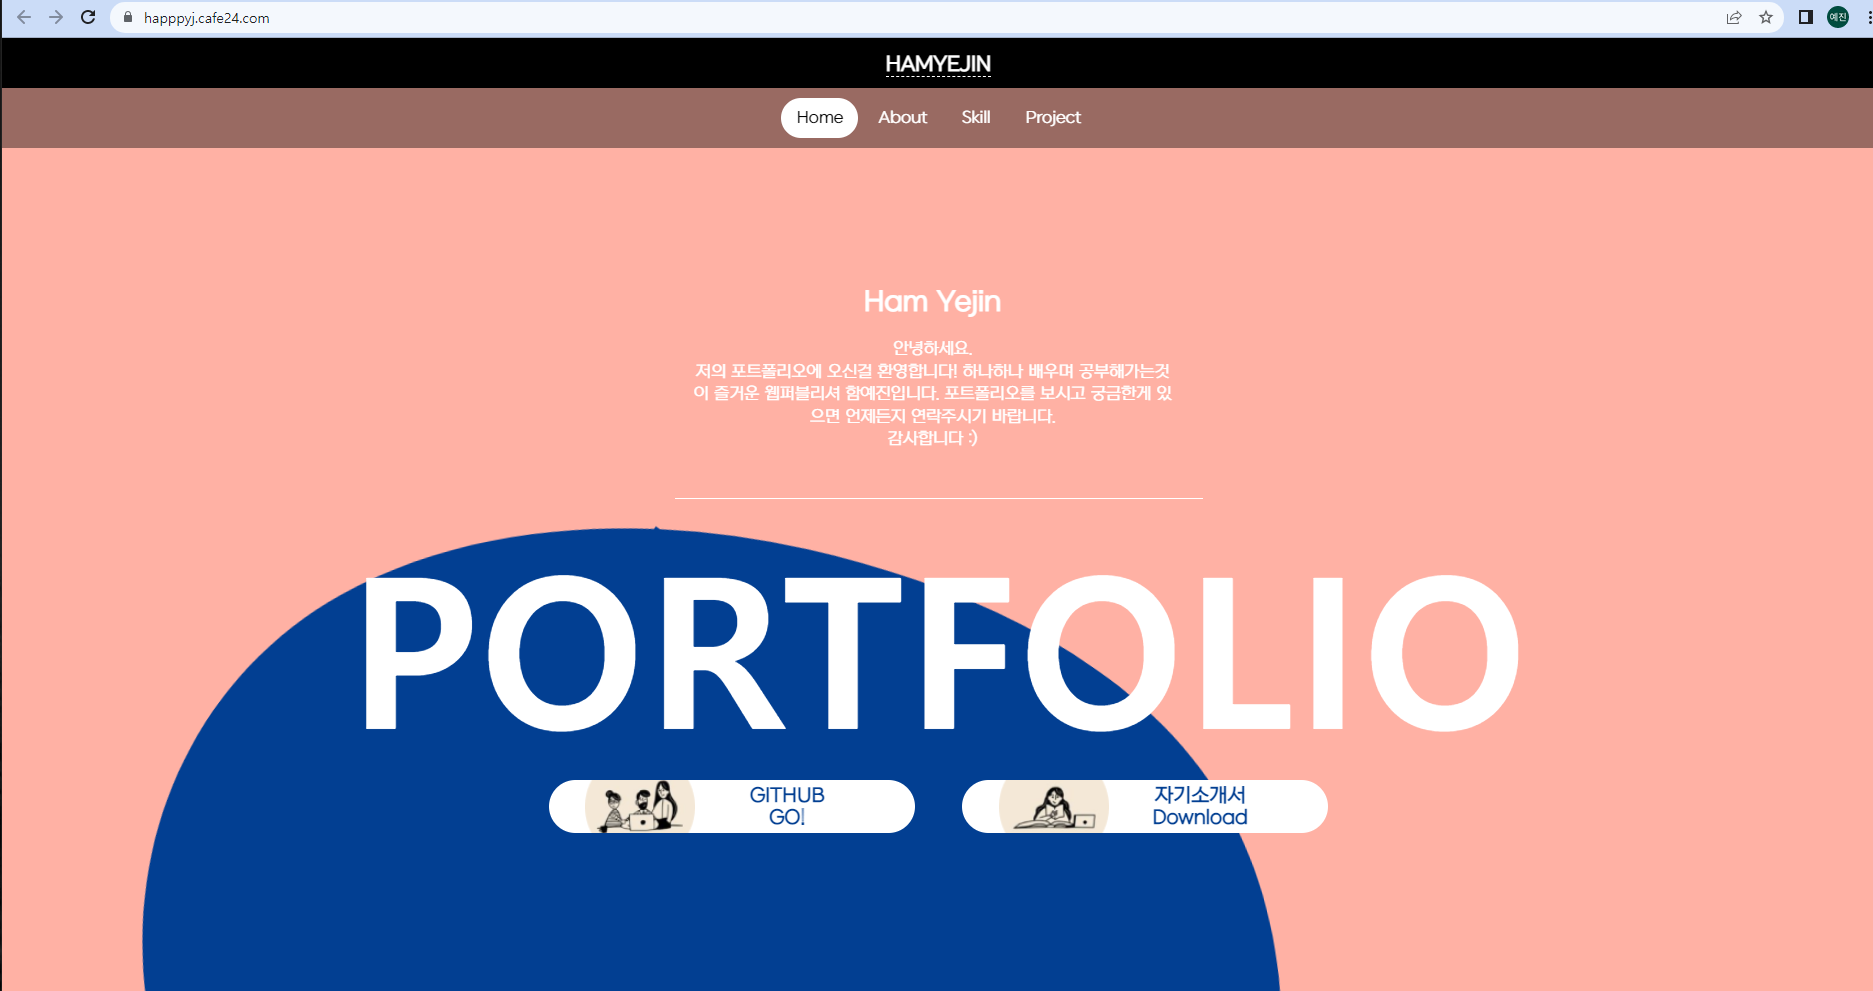 happpyj.cafe24.com
예진
HAMYEJIN
Home About Skill Project
Ham Yejin
안녕하세요.
저의 포트폴리오에 오신걸 환영합니다! 하나하나 배우며 공부해가는것
이 즐거운 웹퍼블리셔 함예진입니다. 포트폴리오를 보시고 궁금한게 있
으면 언제든지 연락주시기 바랍니다.
감사합니다 :)
PORTFOLIO
GITHUB
GO!
자기소개서
Download